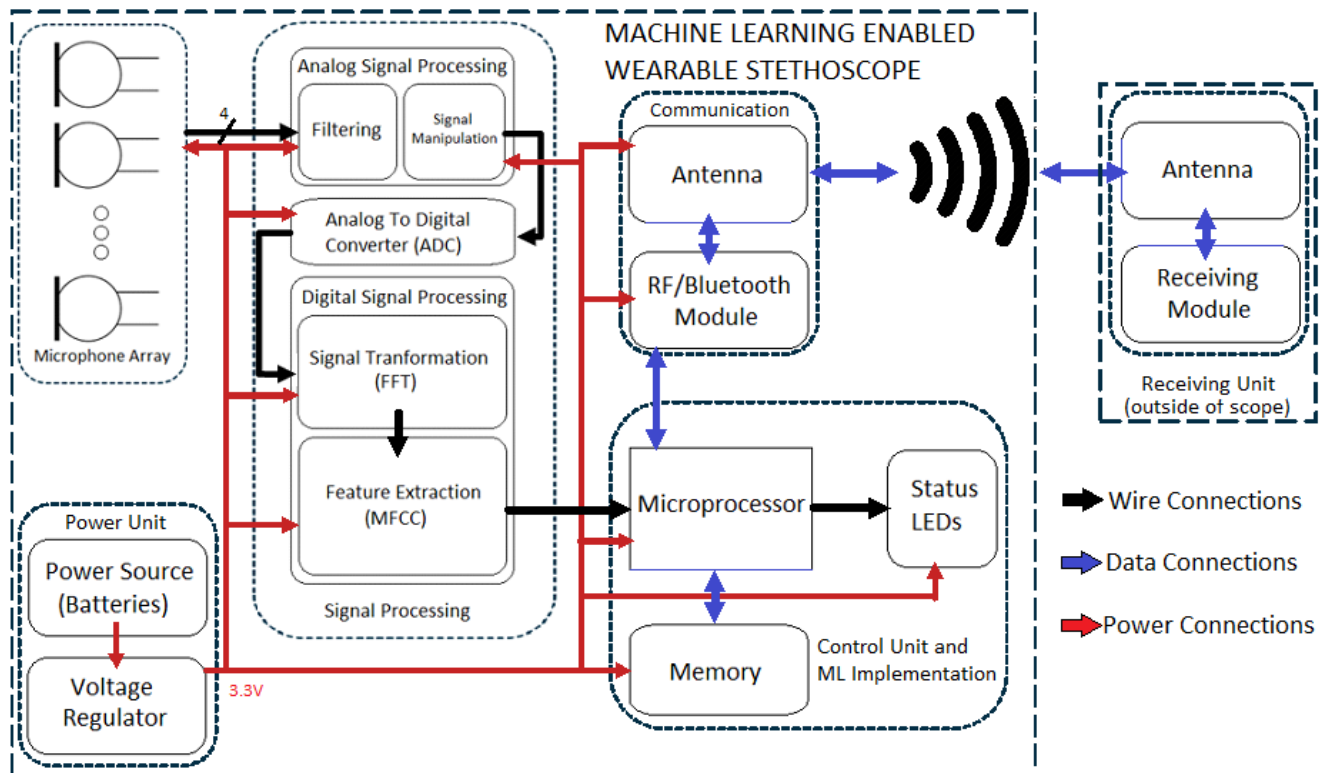 MACHINE LEARNING ENABLED
WEARABLE STETHOSCOPE
Microphone Array
4
Analog Signal Processing
Filtering
Signal
Manipulation
Analog To Digital
Converter (ADC)
Digital Signal Processing
Signal Tranformation
(FFT)
Feature Extraction
(MFCC)
Signal Processing
Power Unit
Power Source
(Batteries)
Voltage
Regulator
3.3V
Communication
Antenna
RF/Bluetooth
Module
Microprocessor
Status
LEDs
Memory
Control Unit and
ML Implementation
Antenna
Receiving
Module
Receiving Unit
(outside of scope)
Wire Connections
Data Connections
Power Connections